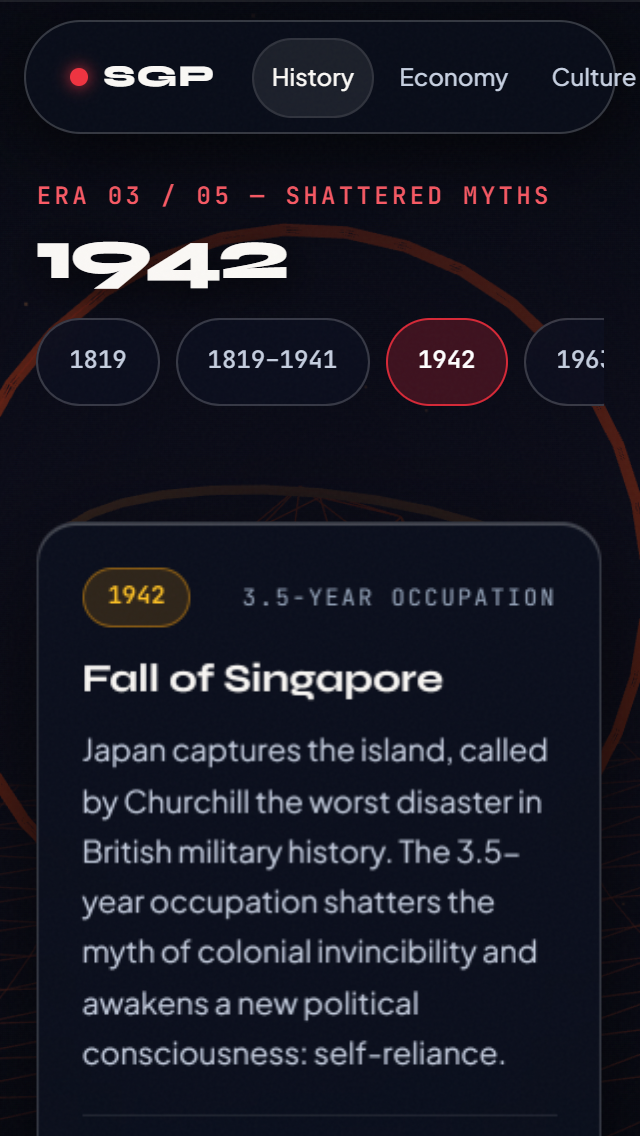 SGP History Economy Culture
ERA 03 / 05 — SHATTERED MYTHS
1942
1819 1819–1941 1942 1963
1942 3.5-YEAR OCCUPATION
Fall of Singapore
Japan captures the island, called
by Churchill the worst disaster in
British military history. The 3.5-
year occupation shatters the
myth of colonial invincibility and
awakens a new political
consciousness: self-reliance.